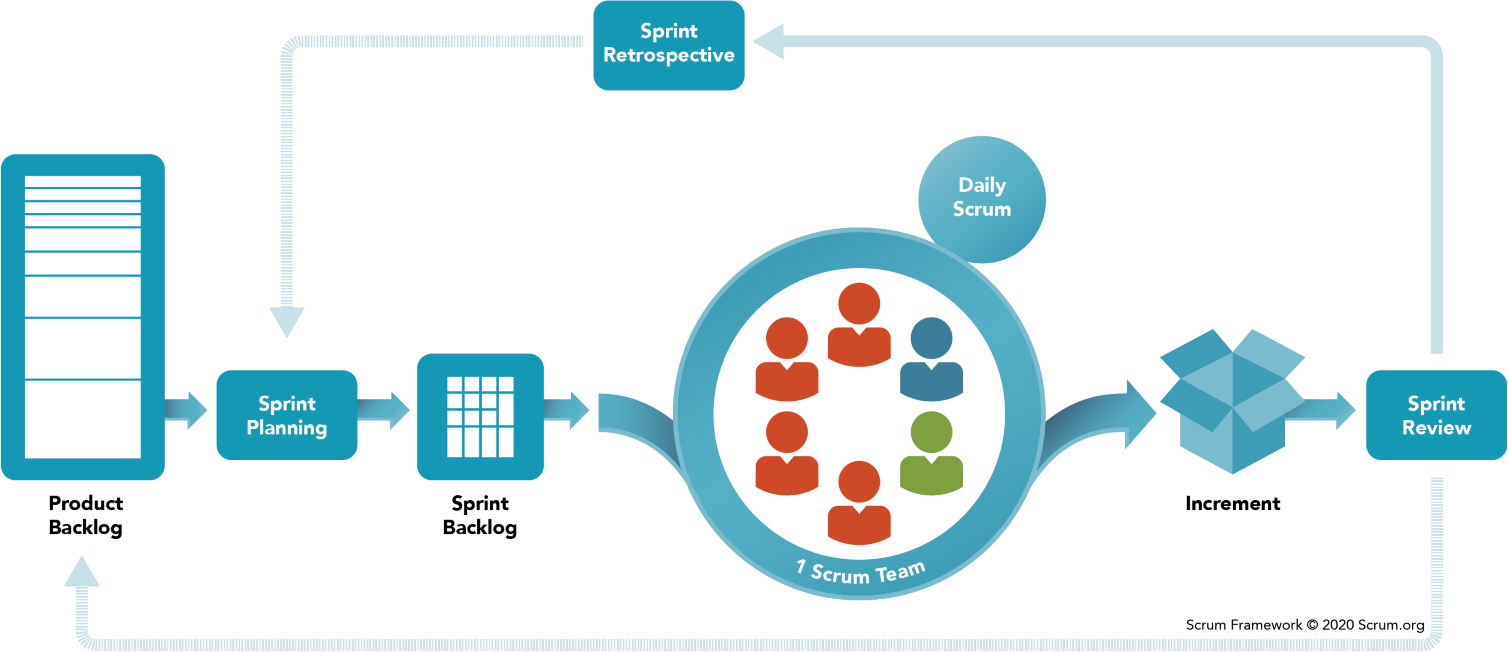 Sprint
Retrospective
Daily
Scrum
Sprint
Planning
Sprint
Review
Product
Backlog
Sprint
Backlog
Increment
1 Scrum Team
Scrum Framework © 2020 Scrum.org